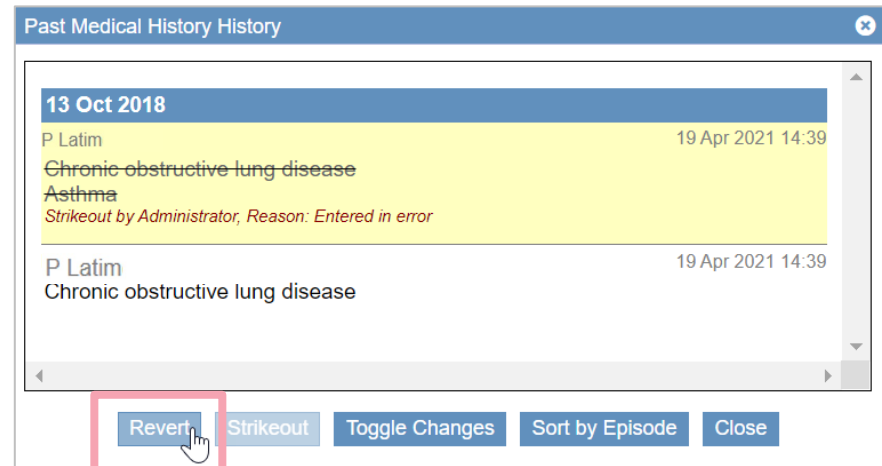 Past Medical History History
13 Oct 2018
P Latim 19 Apr 2021 14:39
Chronic obstructive lung disease
Asthma
Strikeout by Administrator, Reason: Entered in error
P Latim 19 Apr 2021 14:39
Chronic obstructive lung disease
Revert Strikeout Toggle Changes Sort by Episode Close